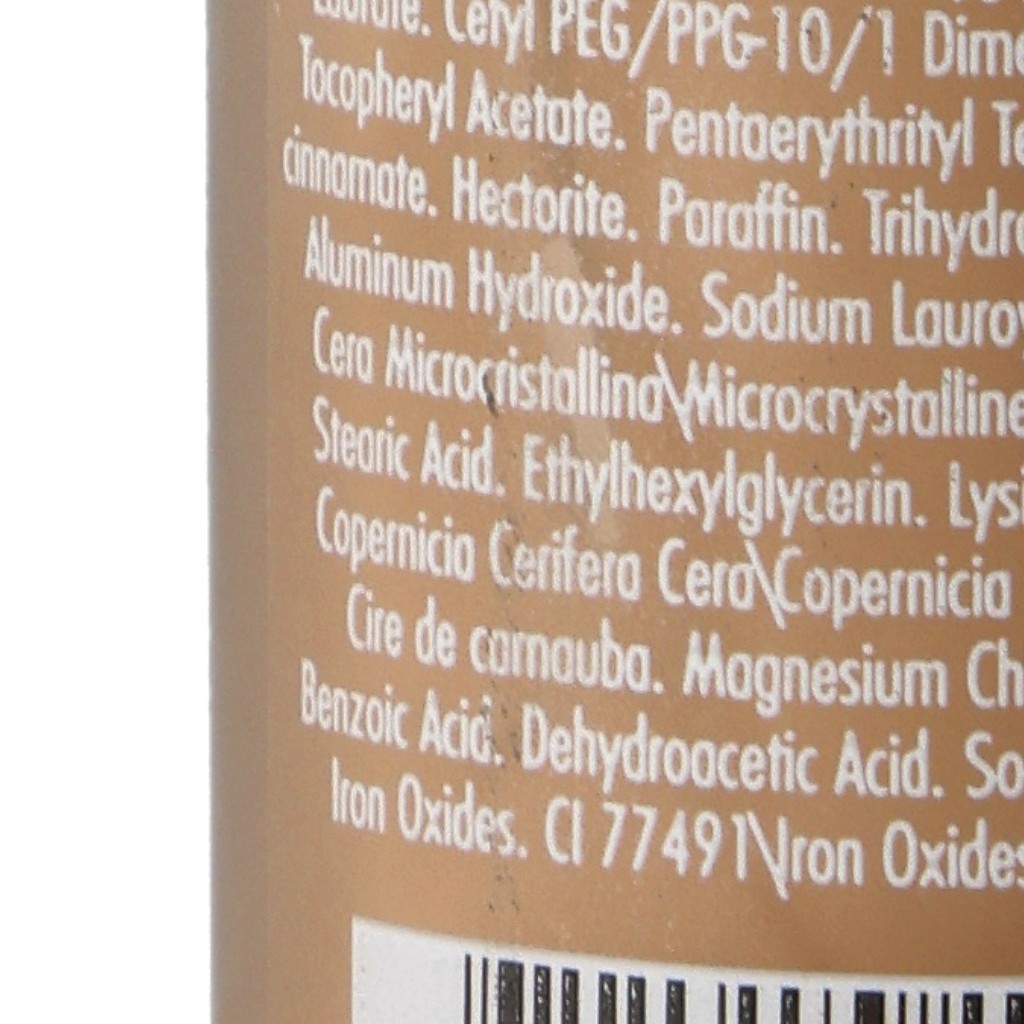 Laurate. Cetyl PEG/PPG-10/1 Dime
Tocopheryl Acetate. Pentaerythrityl Te
cinnamate. Hectorite. Paraffin. Trihydro
Aluminum Hydroxide. Sodium Lauroy
Cera Microcristallina\Microcrystalline
Stearic Acid. Ethylhexylglycerin. Lysi
Copernicia Cerifera Cera\Copernicia
Cire de carnauba. Magnesium Ch
Benzoic Acid. Dehydroacetic Acid. So
Iron Oxides. CI 77491\Iron Oxides